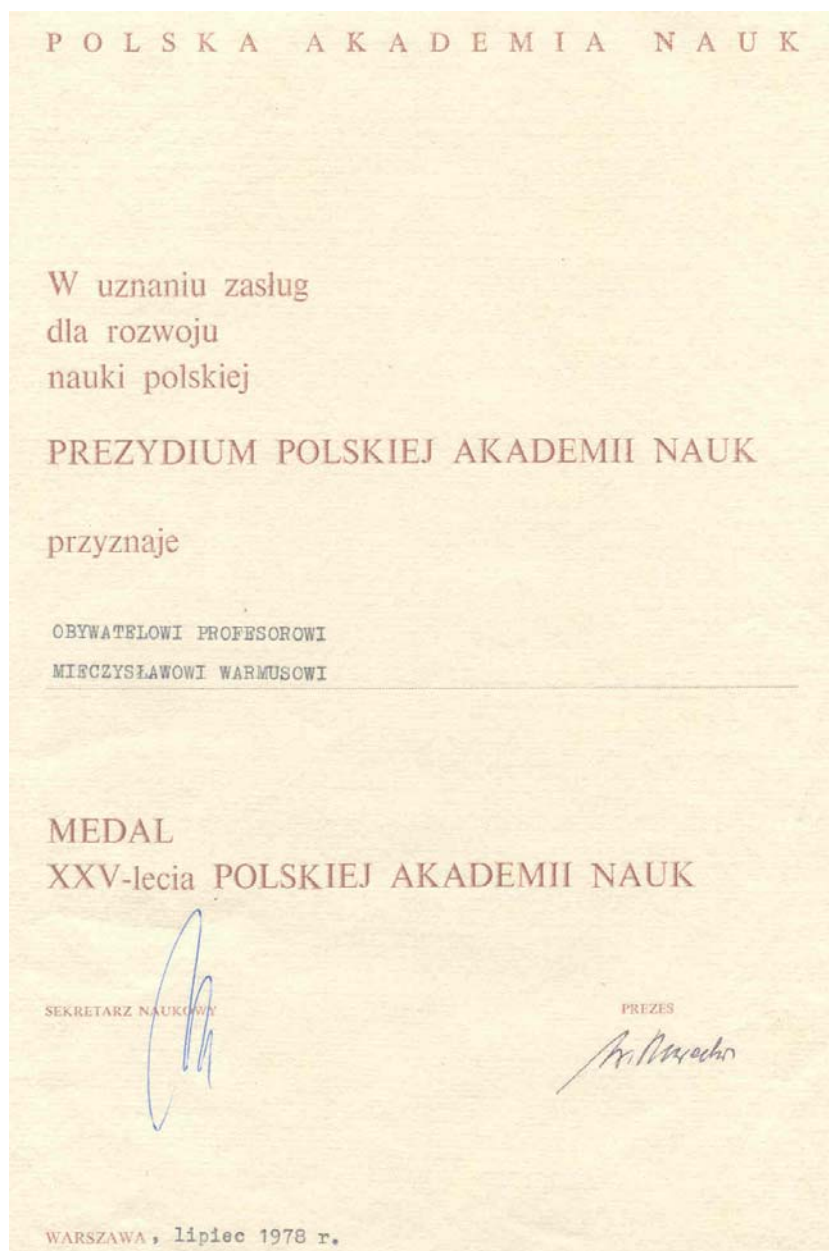 POLSKA AKADEMIA NAUK
W uznaniu zasług
dla rozwoju
nauki polskiej
PREZYDIUM POLSKIEJ AKADEMII NAUK
przyznaje
OBYWATELOWI PROFESOROWI
MIECZYSŁAWOWI WARMUSOWI
MEDAL
XXV-lecia POLSKIEJ AKADEMII NAUK
SEKRETARZ NAUKOWY
PREZES
WARSZAWA, lipiec 1978 r.